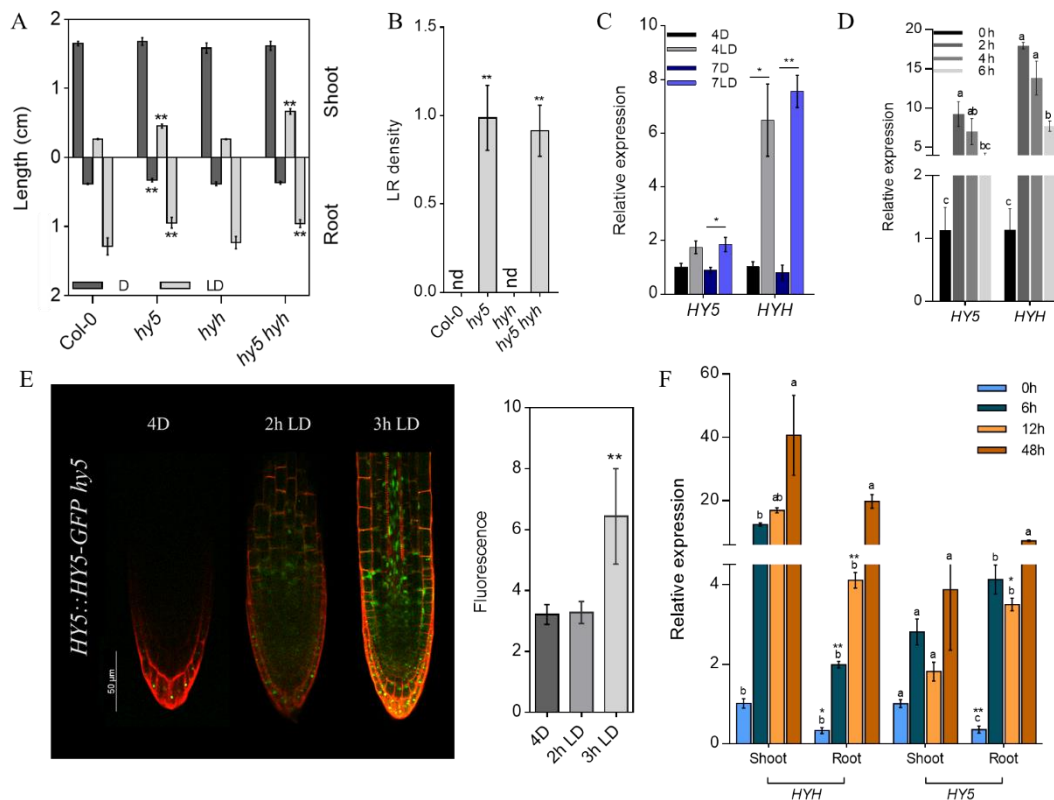 A
Length (cm)
2
1
0
1
2
Shoot
Root
** **
** ** **
**
D LD
Col-0 hy5 hyh hy5 hyh
B
LR density
1.5
1.0
0.5
0.0
** **
nd nd
Col-0 hy5 hyh hy5 hyh
C
Relative expression
10
8
6
4
2
0
4D
4LD
7D
7LD
* * **
HY5 HYH
D
Relative expression
20
15
10
5
2
1
0
0h
2h
4h
6h
c a a bc c a a b
HY5 HYH
E
HY5::HY5-GFP hy5
4D 2h LD 3h LD
50 µm
Fluorescence
10
8
6
4
2
0
**
4D 2h LD 3h LD
F
Relative expression
60
40
20
4
2
0
0h
6h
12h
48h
b b ab a
* b ** b ** b a
a a a a
** c b * b a
Shoot Root Shoot Root
HYH HY5